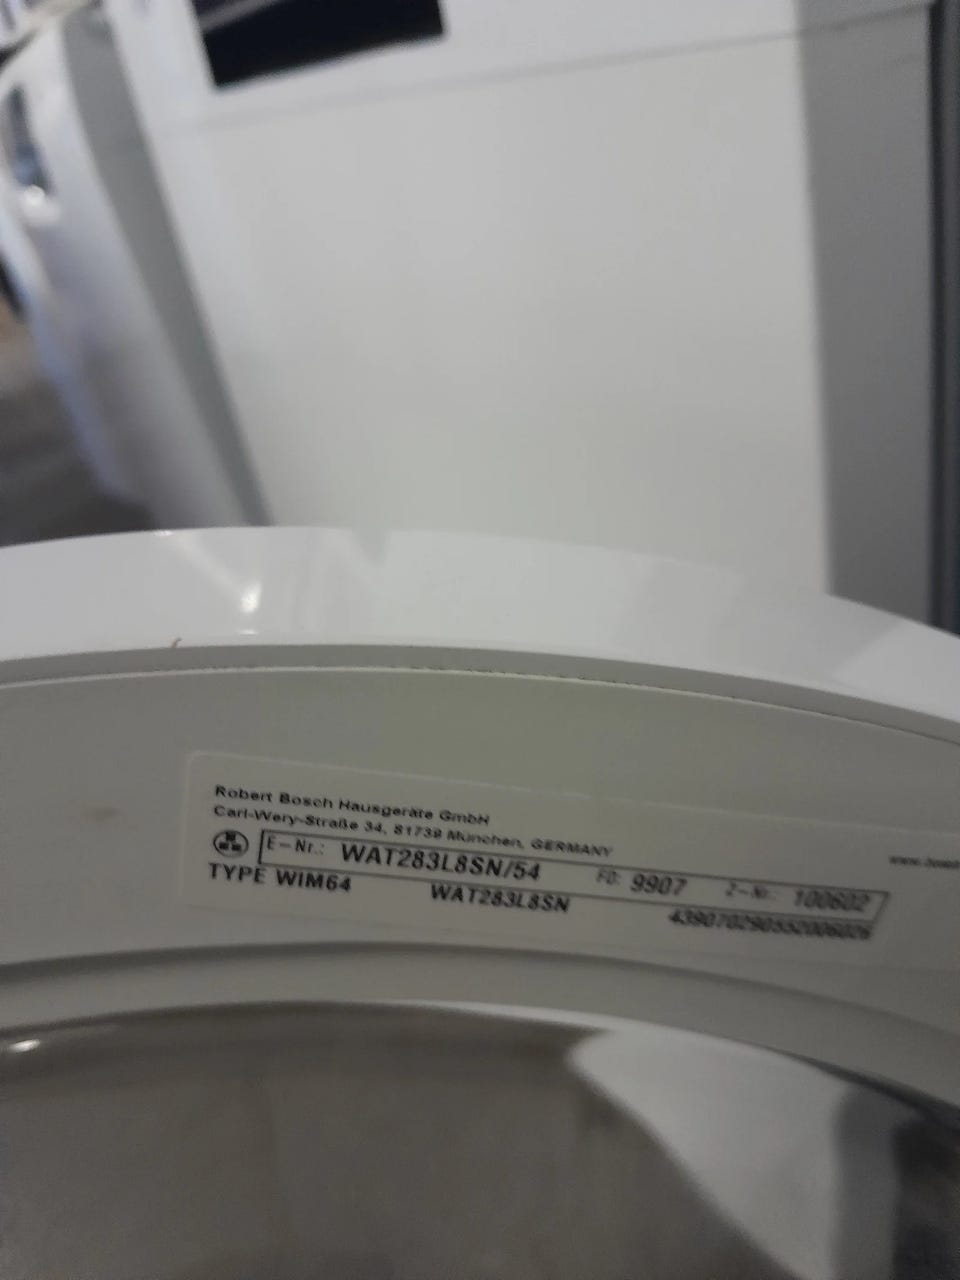 Robert Bosch Hausgeräte GmbH
Carl-Wery-Straße 34, 81739 München, GERMANY
E-Nr.: WAT283L8SN/54 FD: 9907 Z-Nr.: 100602
TYPE WIM64 WAT283L8SN 439070290552006026